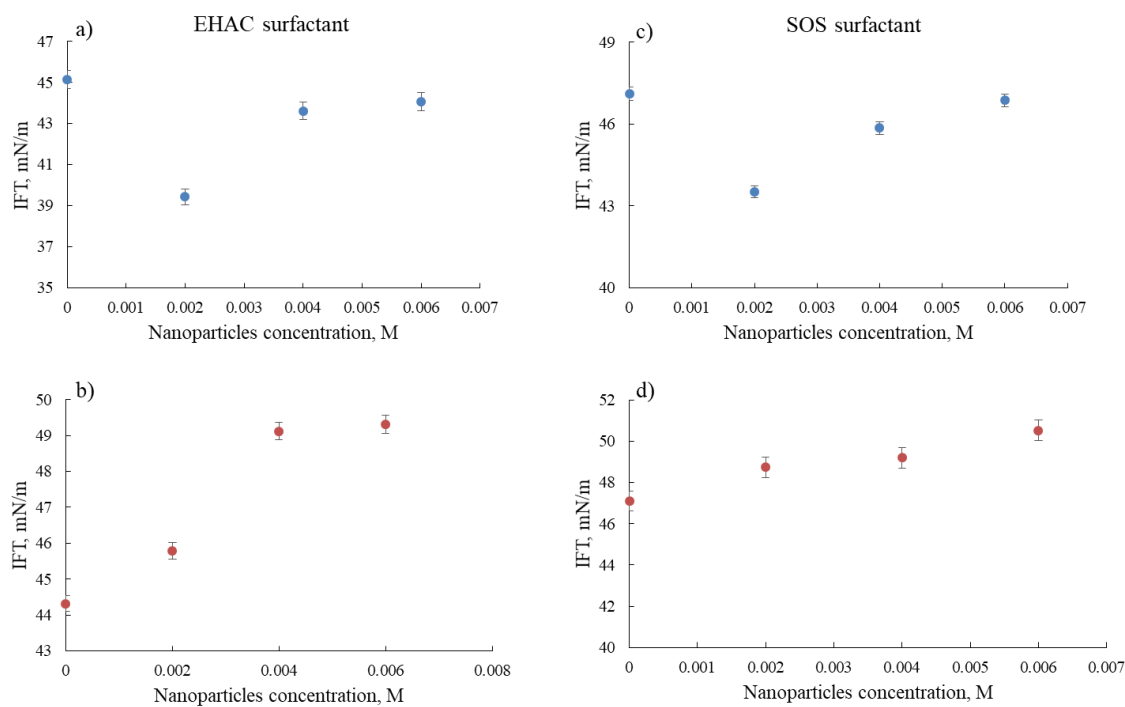 EHAC surfactant
a)
47
45
43
41
39
37
35
IFT, mN/m
0 0.001 0.002 0.003 0.004 0.005 0.006 0.007
Nanoparticles concentration, M
SOS surfactant
c)
49
46
43
40
IFT, mN/m
0 0.001 0.002 0.003 0.004 0.005 0.006 0.007
Nanoparticles concentration, M
b)
50
49
48
47
46
45
44
43
IFT, mN/m
0 0.002 0.004 0.006 0.008
Nanoparticles concentration, M
d)
52
50
48
46
44
42
40
IFT, mN/m
0 0.001 0.002 0.003 0.004 0.005 0.006 0.007
Nanoparticles concentration, M